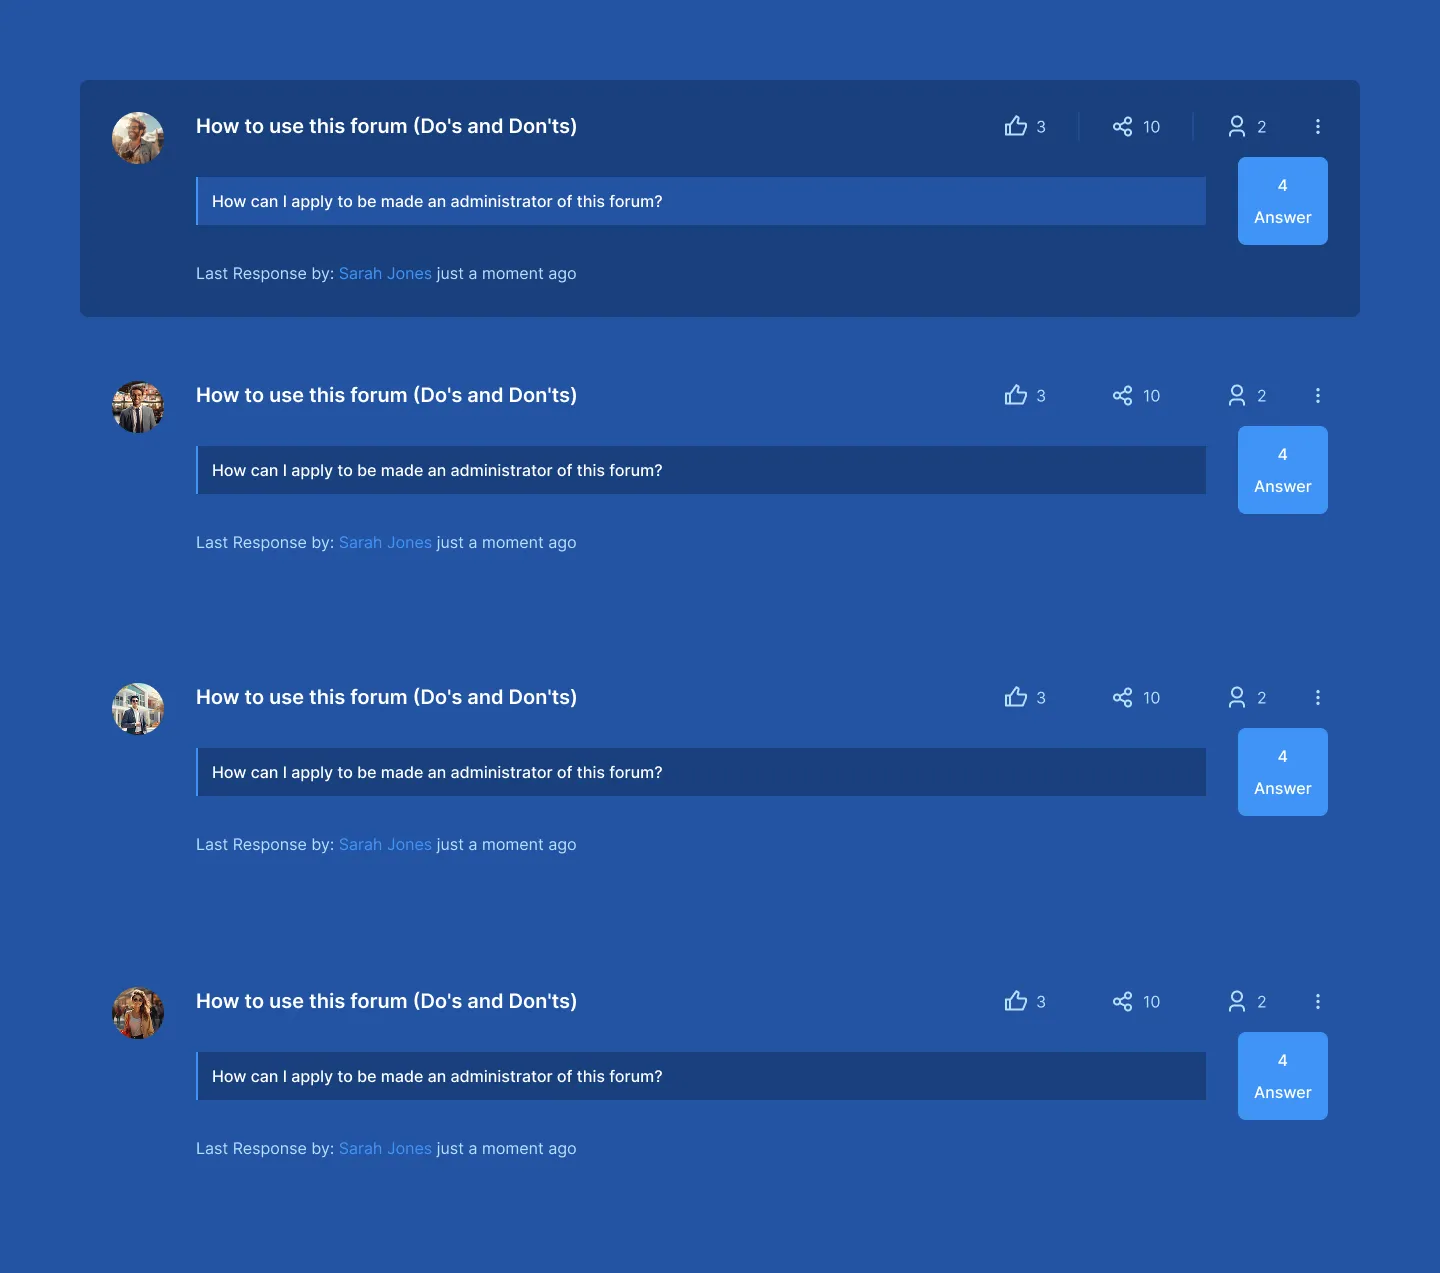 How to use this forum (Do's and Don'ts) 3 10 2
How can I apply to be made an administrator of this forum?
4
Answer
Last Response by: Sarah Jones just a moment ago
How to use this forum (Do's and Don'ts) 3 10 2
How can I apply to be made an administrator of this forum?
4
Answer
Last Response by: Sarah Jones just a moment ago
How to use this forum (Do's and Don'ts) 3 10 2
How can I apply to be made an administrator of this forum?
4
Answer
Last Response by: Sarah Jones just a moment ago
How to use this forum (Do's and Don'ts) 3 10 2
How can I apply to be made an administrator of this forum?
4
Answer
Last Response by: Sarah Jones just a moment ago